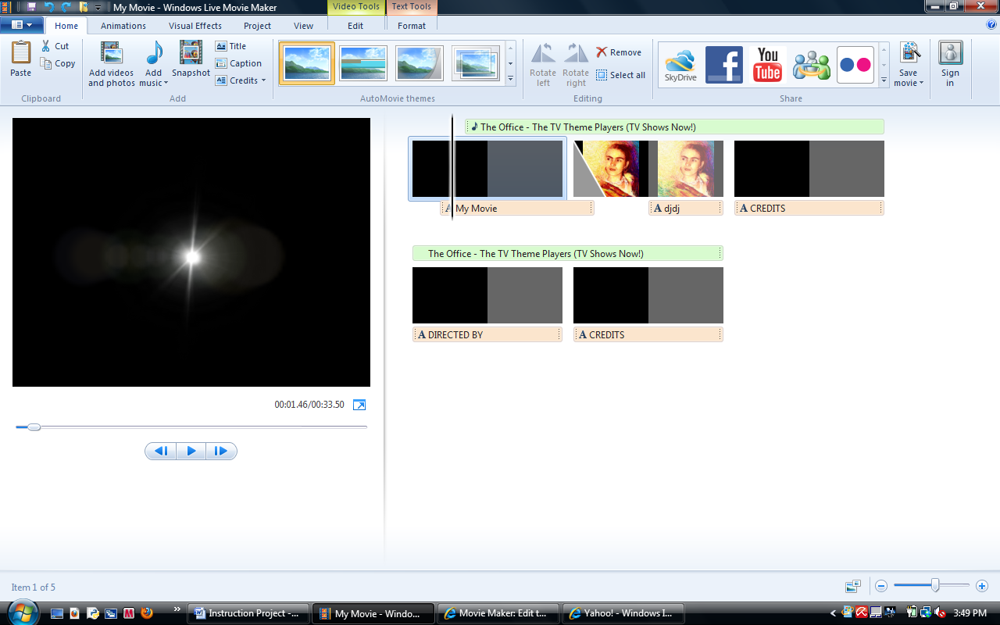 My Movie - Windows Live Movie Maker
Video Tools
Text Tools
Home
Animations
Visual Effects
Project
View
Edit
Format
Paste
Cut
Copy
Clipboard
Add videos and photos
Add music
Snapshot
Title
Caption
Credits
Add
AutoMovie themes
Rotate left
Rotate right
Remove
Select all
Editing
SkyDrive
You Tube
Share
Save movie
Sign in
The Office - The TV Theme Players (TV Shows Now!)
A My Movie
A djdj
A CREDITS
The Office - The TV Theme Players (TV Shows Now!)
A DIRECTED BY
A CREDITS
00:01.46/00:33.50
Item 1 of 5
Instruction Project -...
My Movie - Windo...
Movie Maker: Edit t...
Yahoo! - Windows I...
3:49 PM